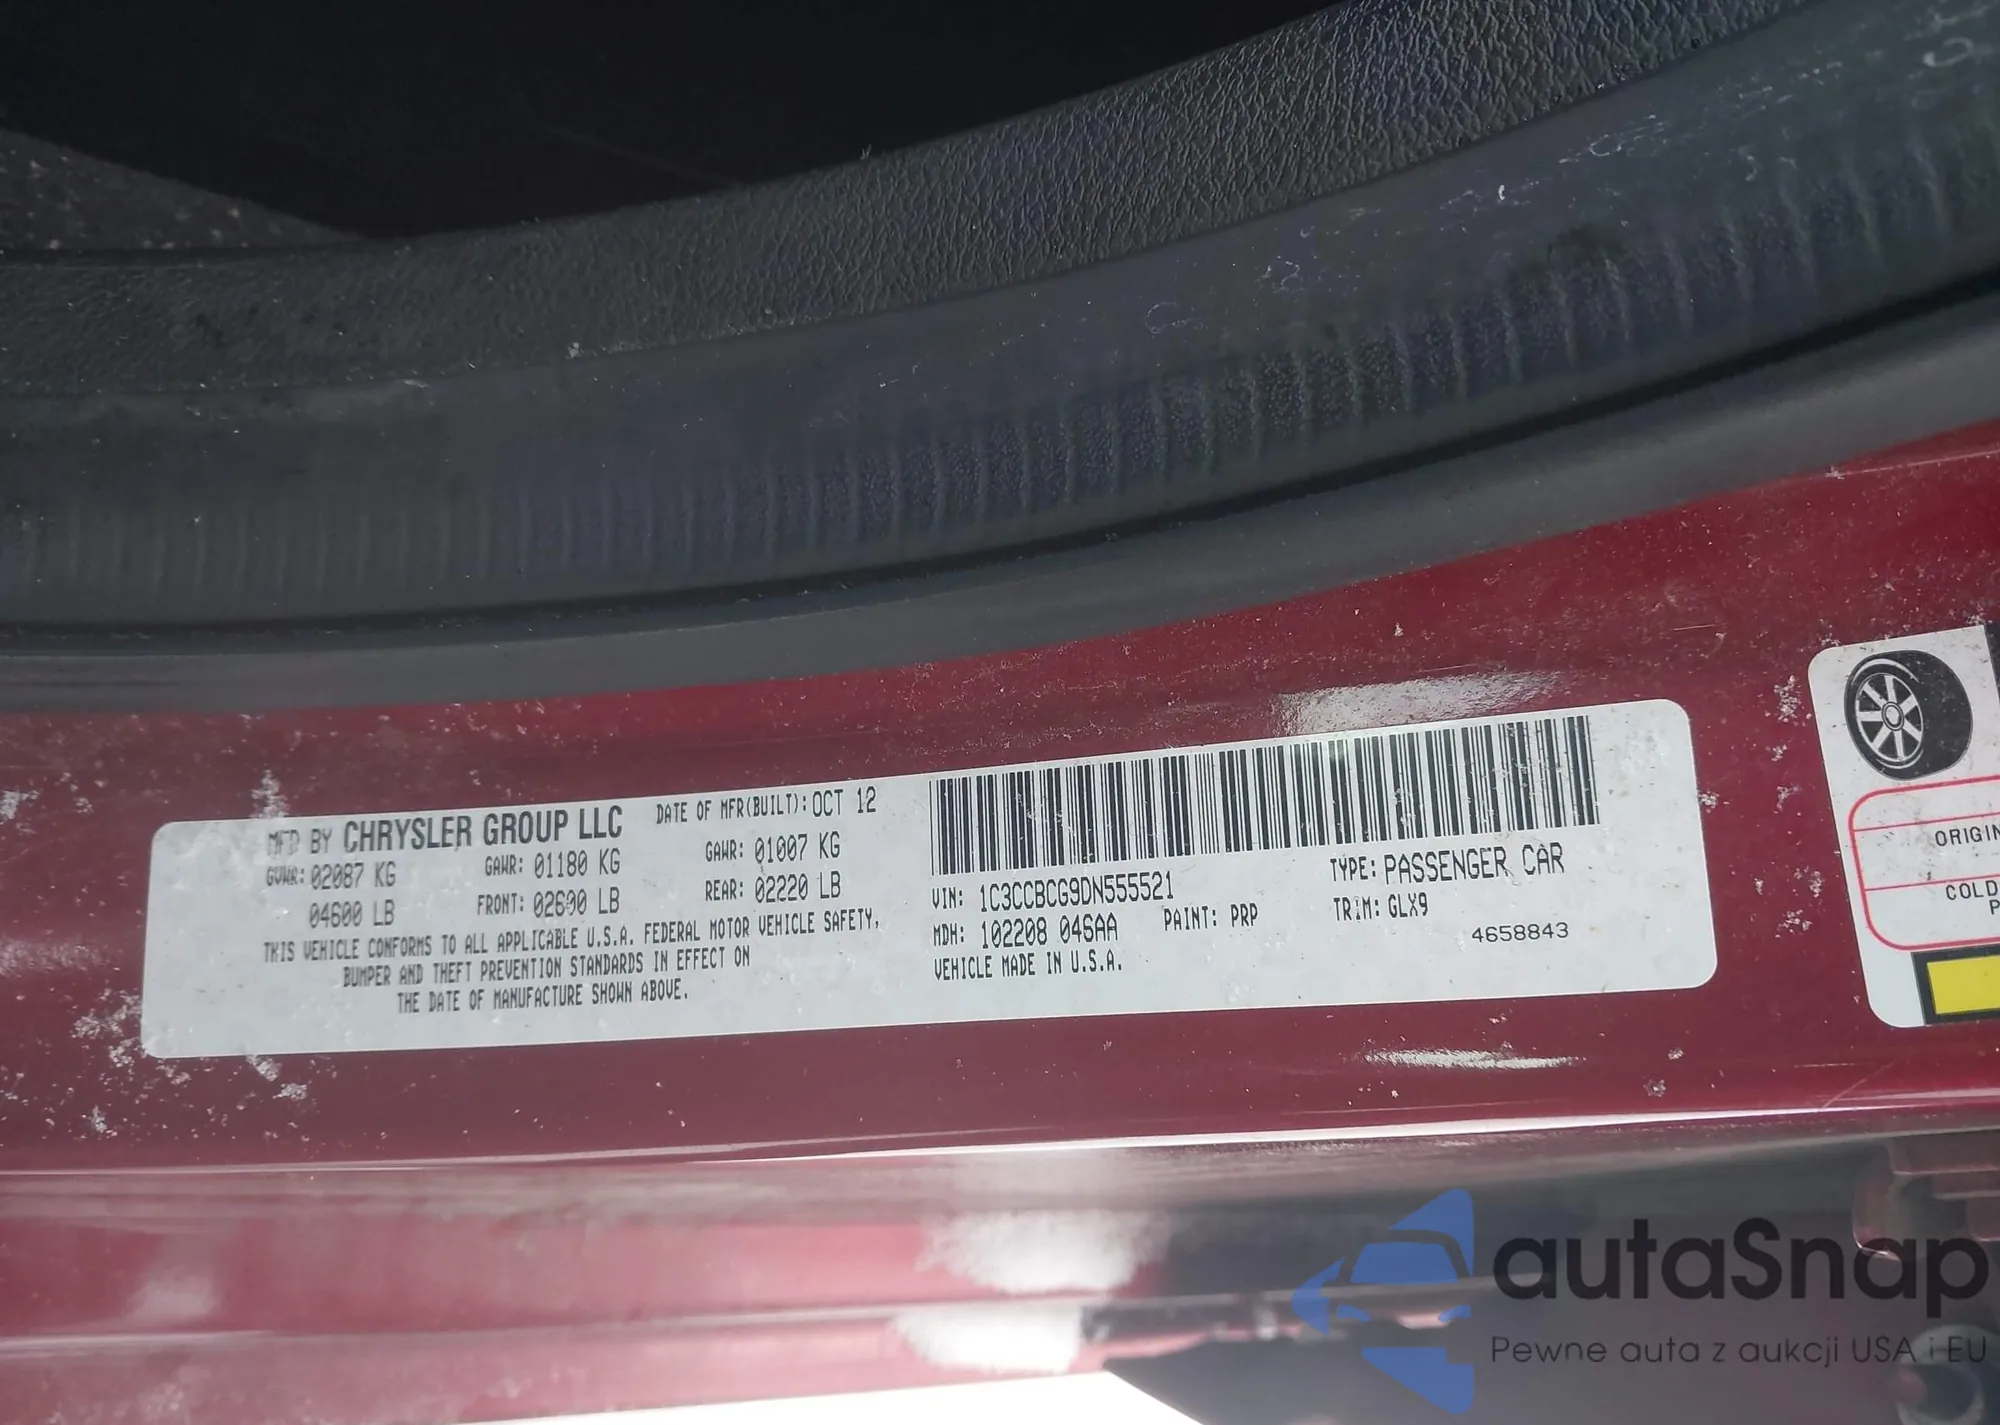 MFD BY CHRYSLER GROUP LLC DATE OF MFR(BUILT): OCT 12
GVWR: 02087 KG GAWR: 01180 KG GAWR: 01007 KG
04600 LB FRONT: 02600 LB REAR: 02220 LB
THIS VEHICLE CONFORMS TO ALL APPLICABLE U.S.A. FEDERAL MOTOR VEHICLE SAFETY,
BUMPER AND THEFT PREVENTION STANDARDS IN EFFECT ON
THE DATE OF MANUFACTURE SHOWN ABOVE.
VIN: 1C3CCBCG9DN555521 TYPE: PASSENGER CAR
MDH: 102208 046AA PAINT: PRP TRIM: GLX9
VEHICLE MADE IN U.S.A. 4658843
ORIGIN
COLD
P
autaSnap
Pewne auta z aukcji USA i EU